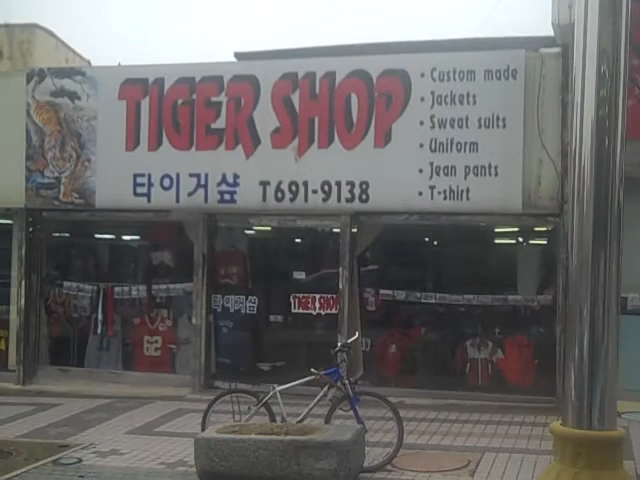 TIGER SHOP
타이거샾 T691-9138
• Custom made
• Jackets
• Sweat suits
• Uniform
• Jean pants
• T-shirt
타이거샾
TIGER SHOP
62